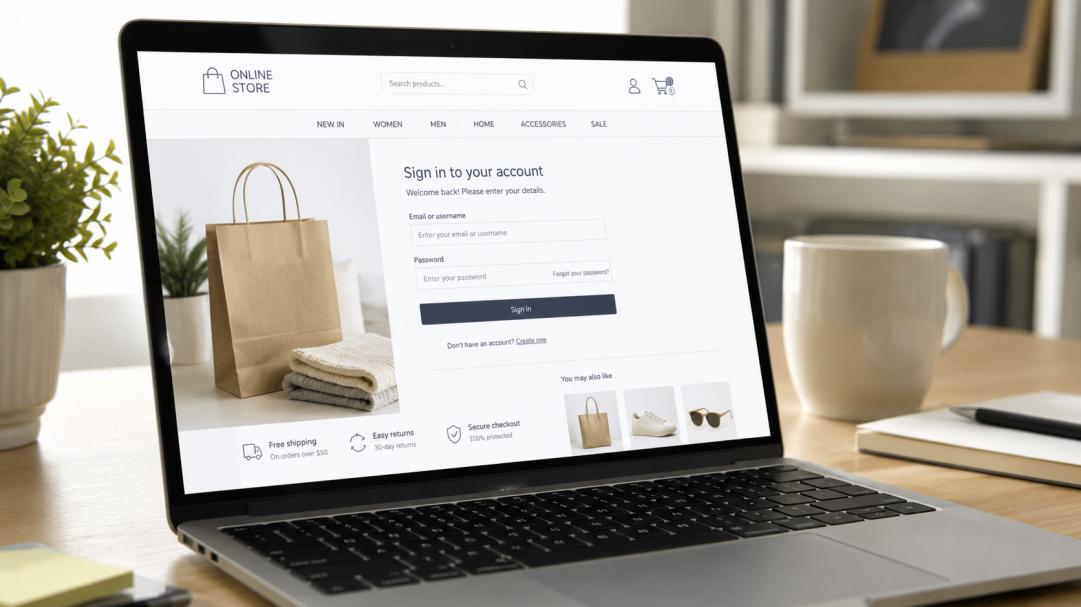 ONLINE
STORE
Search products...
NEW IN WOMEN MEN HOME ACCESSORIES SALE
Sign in to your account
Welcome back! Please enter your details.
Email or username
Enter your email or username
Password
Enter your password Forgot your password?
Sign in
Don't have an account? Create one
You may also like
Free shipping
On orders over $50
Easy returns
30-day returns
Secure checkout
100% protected